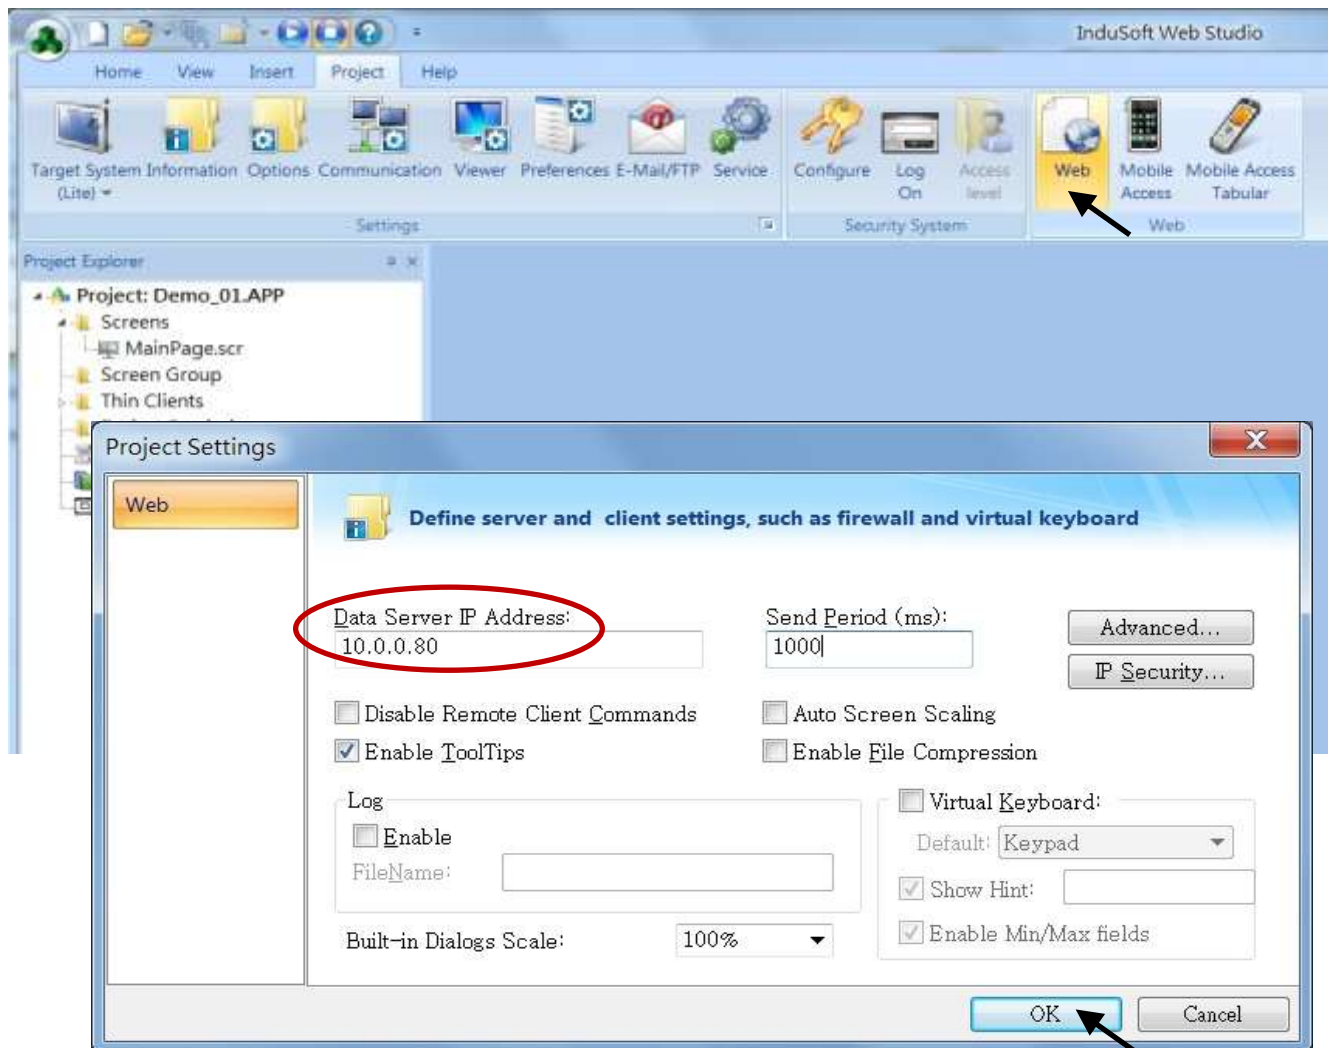 InduSoft Web Studio
Home View Insert Project Help
Target System (Lite) Information Options Communication Viewer Preferences E-Mail/FTP Service Configure Log On Access level Web Mobile Access Mobile Access Tabular
Settings Security System Web
Project Explorer
Project: Demo_01.APP
Screens
MainPage.scr
Screen Group
Thin Clients
Project Settings
Web
Define server and client settings, such as firewall and virtual keyboard
Data Server IP Address: Send Period (ms):
10.0.0.80 1000
Advanced...
IP Security...
Disable Remote Client Commands Auto Screen Scaling
Enable ToolTips Enable File Compression
Log Virtual Keyboard:
Enable Default: Keypad
FileName: Show Hint:
Built-in Dialogs Scale: 100% Enable Min/Max fields
OK Cancel